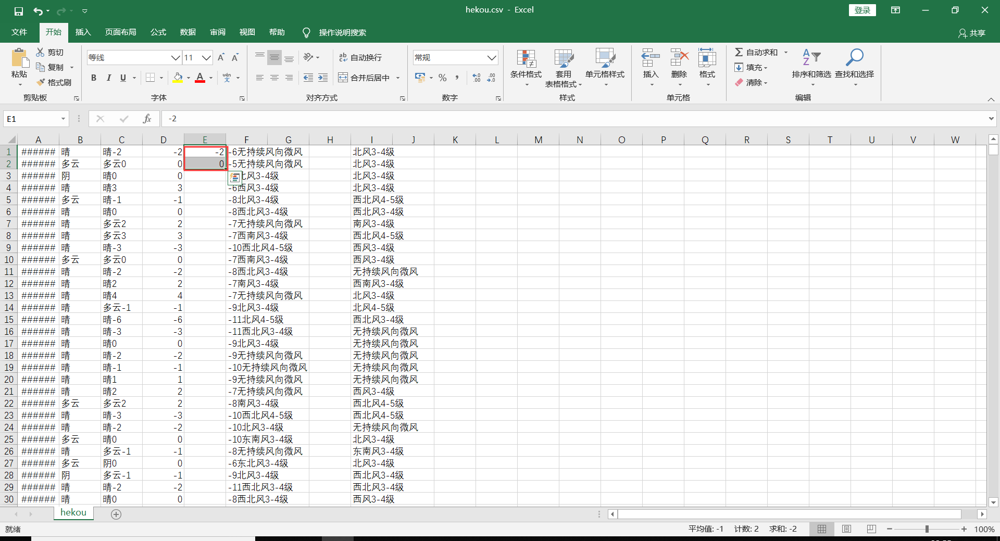 hekou.csv - Excel
登录
文件 开始 插入 页面布局 公式 数据 审阅 视图 帮助 操作说明搜索 共享
粘贴 剪切 复制 格式刷 剪贴板
等线 11 A A
B I U A wén 文 字体
ab 自动换行 合并后居中 对齐方式
常规 % , .00 .0 数字
条件格式 套用 表格格式 单元格样式 样式
插入 删除 格式 单元格
Σ 自动求和 填充 清除 排序和筛选 查找和选择 编辑
E1 fx -2
A B C D E F G H I J K L M N O P Q R S T U V W
1 ###### 晴 晴-2 -2 -2 -6无持续风向微风 北风3-4级
2 ###### 多云 多云0 0 0 -5无持续风向微风 北风3-4级
3 ###### 阴 晴0 0 北风3-4级 北风3-4级
4 ###### 晴 晴3 3 -6西风3-4级 北风3-4级
5 ###### 多云 晴-1 -1 -8北风3-4级 西北风4-5级
6 ###### 晴 晴0 0 -8西北风3-4级 西北风3-4级
7 ###### 晴 多云2 2 -7无持续风向微风 南风3-4级
8 ###### 晴 多云3 3 -7西南风3-4级 西北风4-5级
9 ###### 晴 晴-3 -3 -10西北风4-5级 西风3-4级
10 ###### 多云 多云0 0 -7西南风3-4级 西风3-4级
11 ###### 晴 晴-2 -2 -8西北风3-4级 无持续风向微风
12 ###### 晴 晴2 2 -7南风3-4级 西南风3-4级
13 ###### 晴 晴4 4 -7无持续风向微风 北风3-4级
14 ###### 晴 多云-1 -1 -9北风3-4级 北风4-5级
15 ###### 晴 晴-6 -6 -11北风4-5级 西北风3-4级
16 ###### 晴 晴-3 -3 -11西北风3-4级 无持续风向微风
17 ###### 晴 晴0 0 -9北风3-4级 无持续风向微风
18 ###### 晴 晴-2 -2 -9无持续风向微风 无持续风向微风
19 ###### 晴 晴-1 -1 -10无持续风向微风 无持续风向微风
20 ###### 晴 晴1 1 -9无持续风向微风 无持续风向微风
21 ###### 晴 晴2 2 -7无持续风向微风 西风3-4级
22 ###### 多云 多云2 2 -8南风3-4级 西北风4-5级
23 ###### 晴 晴-3 -3 -10西北风4-5级 西北风4-5级
24 ###### 晴 晴-2 -2 -10北风3-4级 无持续风向微风
25 ###### 多云 晴0 0 -10东南风3-4级 北风3-4级
26 ###### 晴 多云-1 -1 -8无持续风向微风 东南风3-4级
27 ###### 多云 阴0 0 -6东北风3-4级 北风3-4级
28 ###### 阴 多云-1 -1 -9北风3-4级 西北风3-4级
29 ###### 晴 晴-2 -2 -11西北风3-4级 西北风3-4级
30 ###### 晴 晴0 0 -8西北风3-4级 西风3-4级
hekou
就绪 平均值: -1 计数: 2 求和: -2 100%